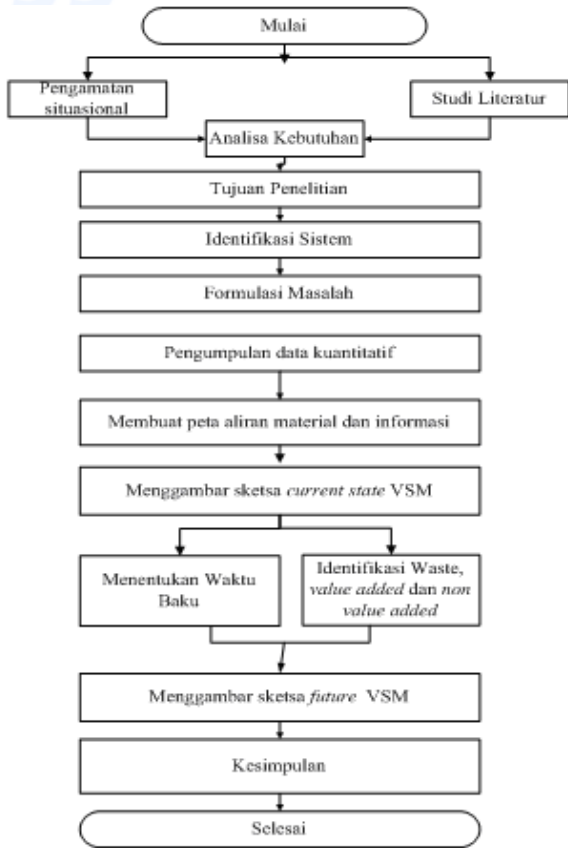 Mulai
Pengamatan
situasional
Studi Literatur
Analisa Kebutuhan
Tujuan Penelitian
Identifikasi Sistem
Formulasi Masalah
Pengumpulan data kuantitatif
Membuat peta aliran material dan informasi
Menggambar sketsa current state VSM
Menentukan Waktu
Baku
Identifikasi Waste,
value added dan non
value added
Menggambar sketsa future VSM
Kesimpulan
Selesai